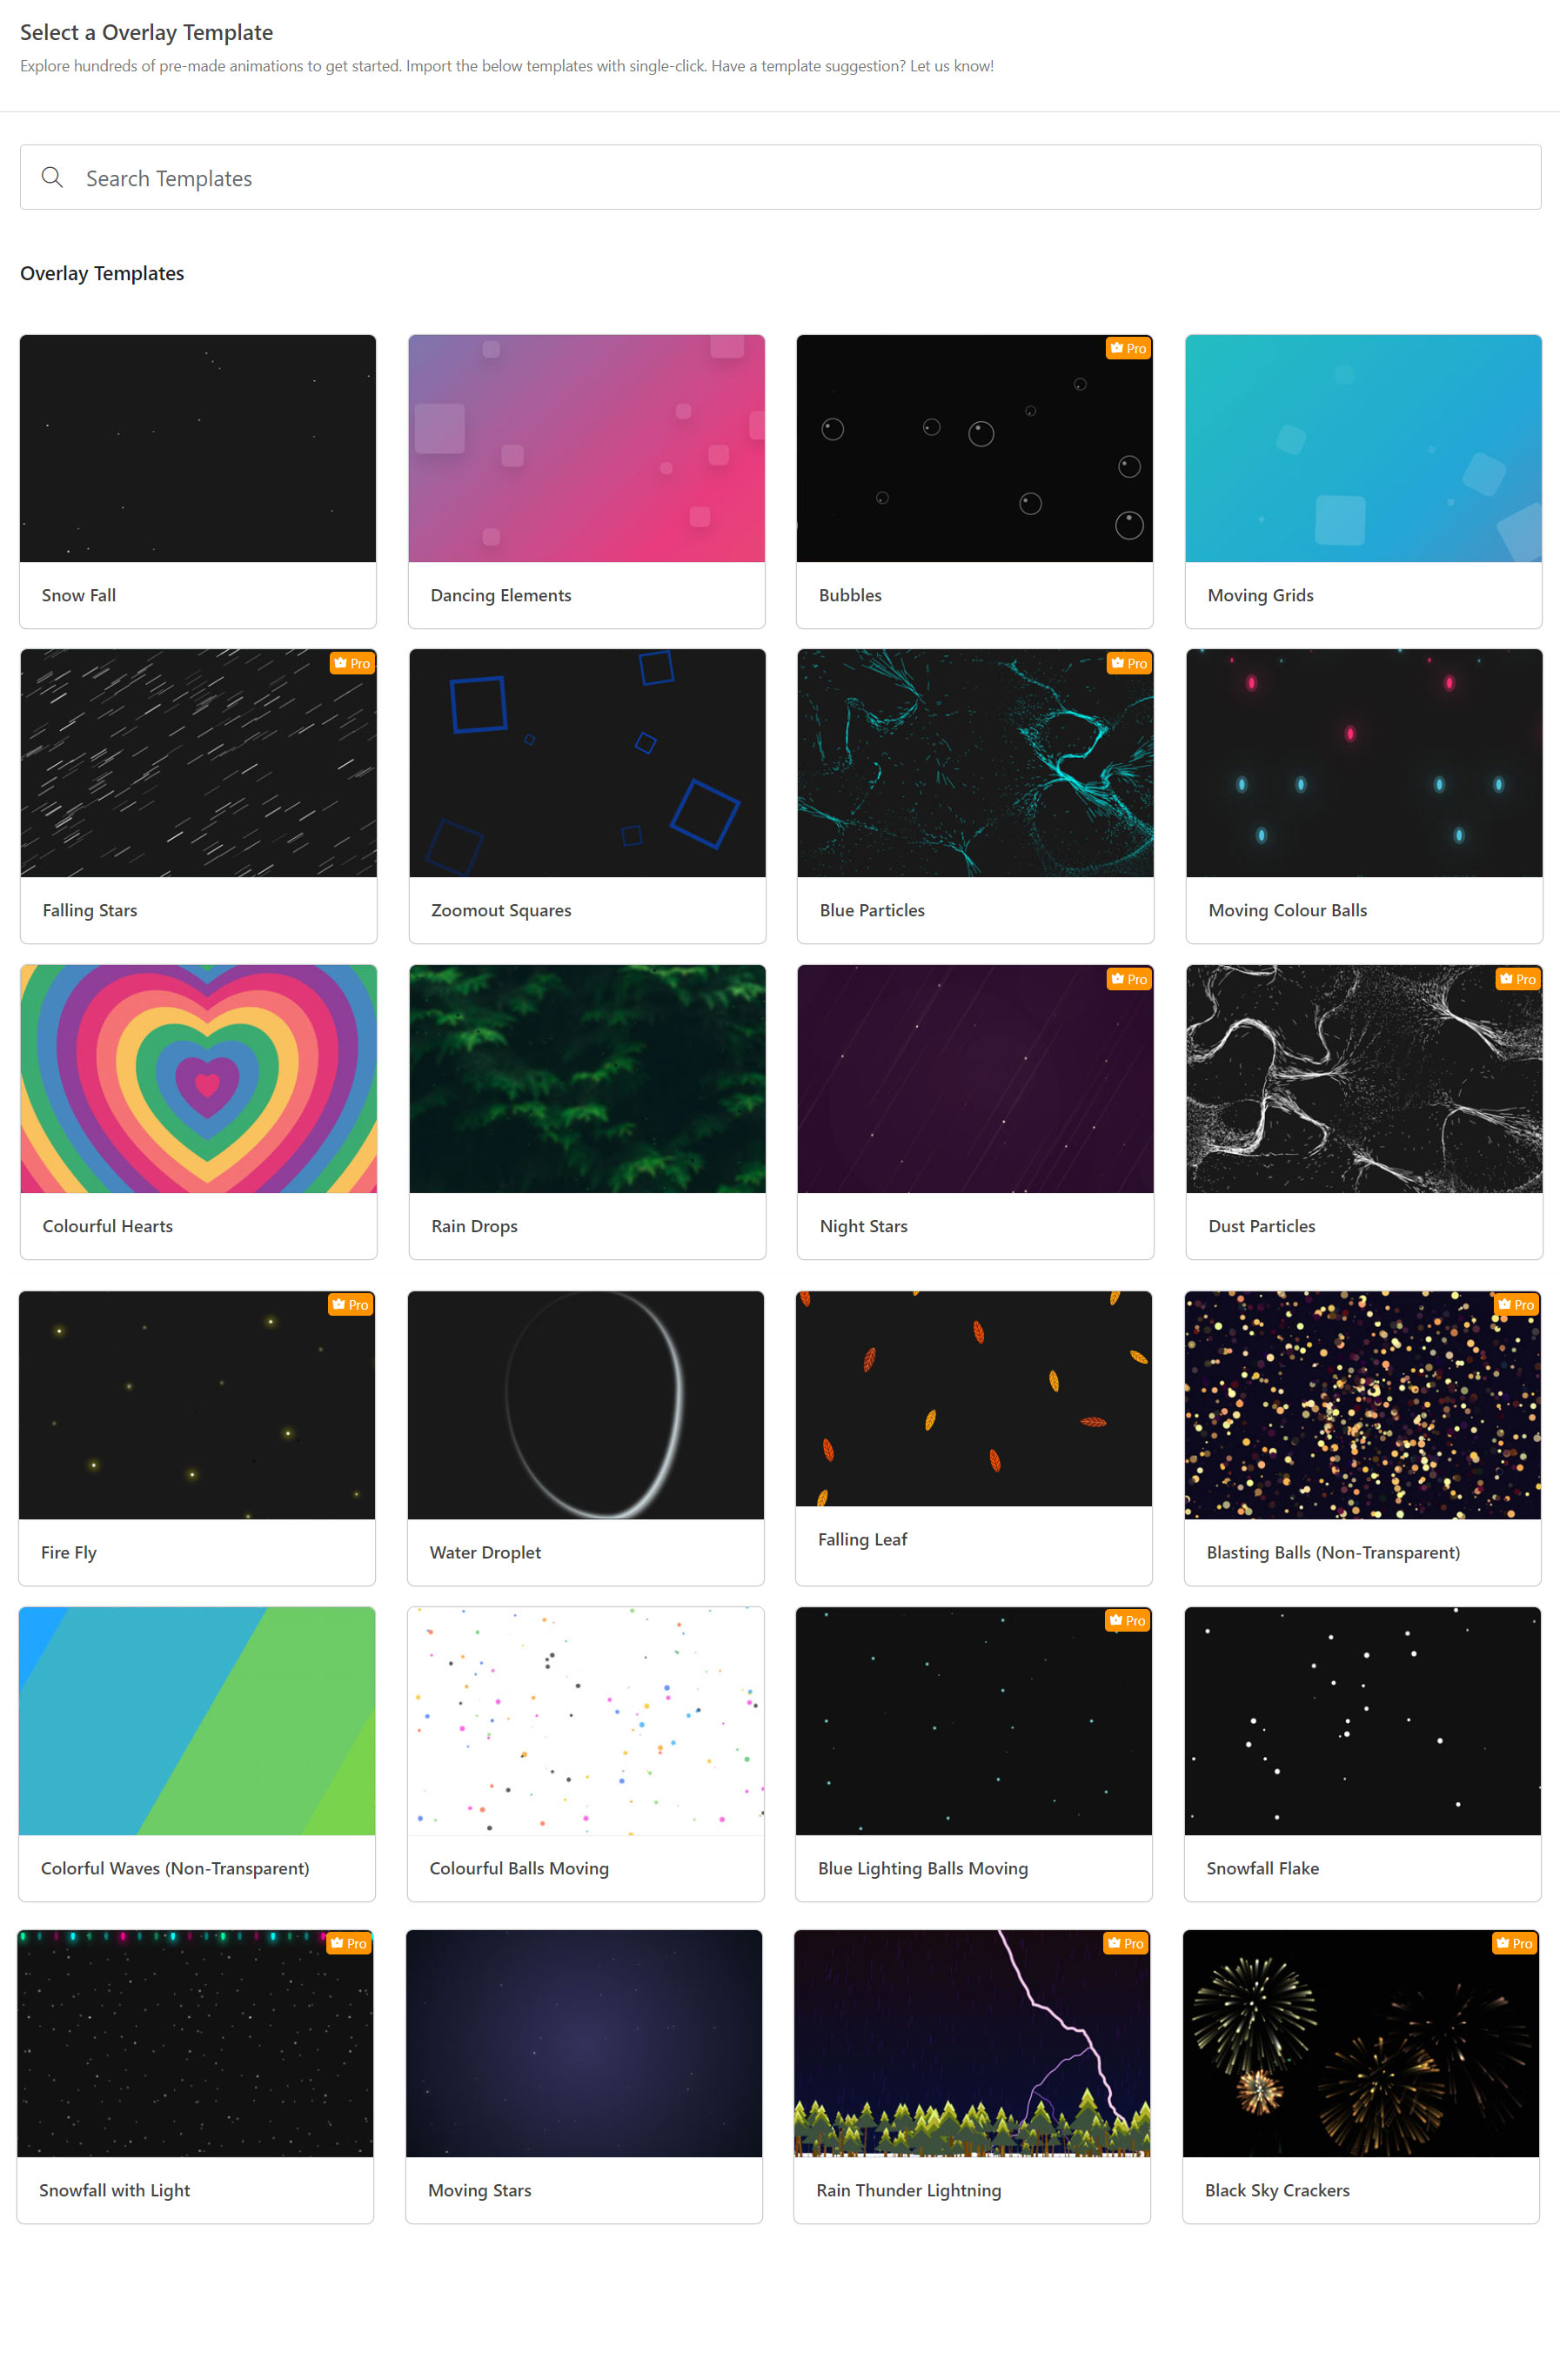 Select a Overlay Template
Explore hundreds of pre-made animations to get started. Import the below templates with single-click. Have a template suggestion? Let us know!
Search Templates
Overlay Templates
Pro
Snow Fall
Dancing Elements
Bubbles
Moving Grids
Pro
Pro
Falling Stars
Zoomout Squares
Blue Particles
Moving Colour Balls
Pro
Pro
Colourful Hearts
Rain Drops
Night Stars
Dust Particles
Pro
Pro
Fire Fly
Water Droplet
Falling Leaf
Blasting Balls (Non-Transparent)
Pro
Colorful Waves (Non-Transparent)
Colourful Balls Moving
Blue Lighting Balls Moving
Snowfall Flake
Pro
Pro
Pro
Snowfall with Light
Moving Stars
Rain Thunder Lightning
Black Sky Crackers